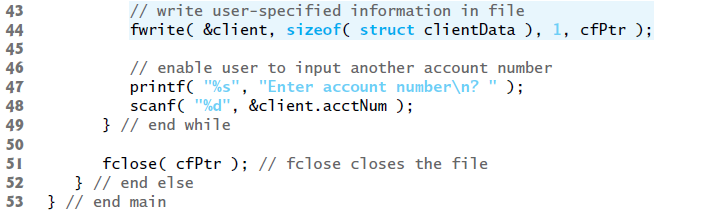 43 // write user-specified information in file
44 fwrite( &client, sizeof( struct clientData ), 1, cfPtr );
45
46 // enable user to input another account number
47 printf( "%s", "Enter account number\n? " );
48 scanf( "%d", &client.acctNum );
49 } // end while
50
51 fclose( cfPtr ); // fclose closes the file
52 } // end else
53 } // end main